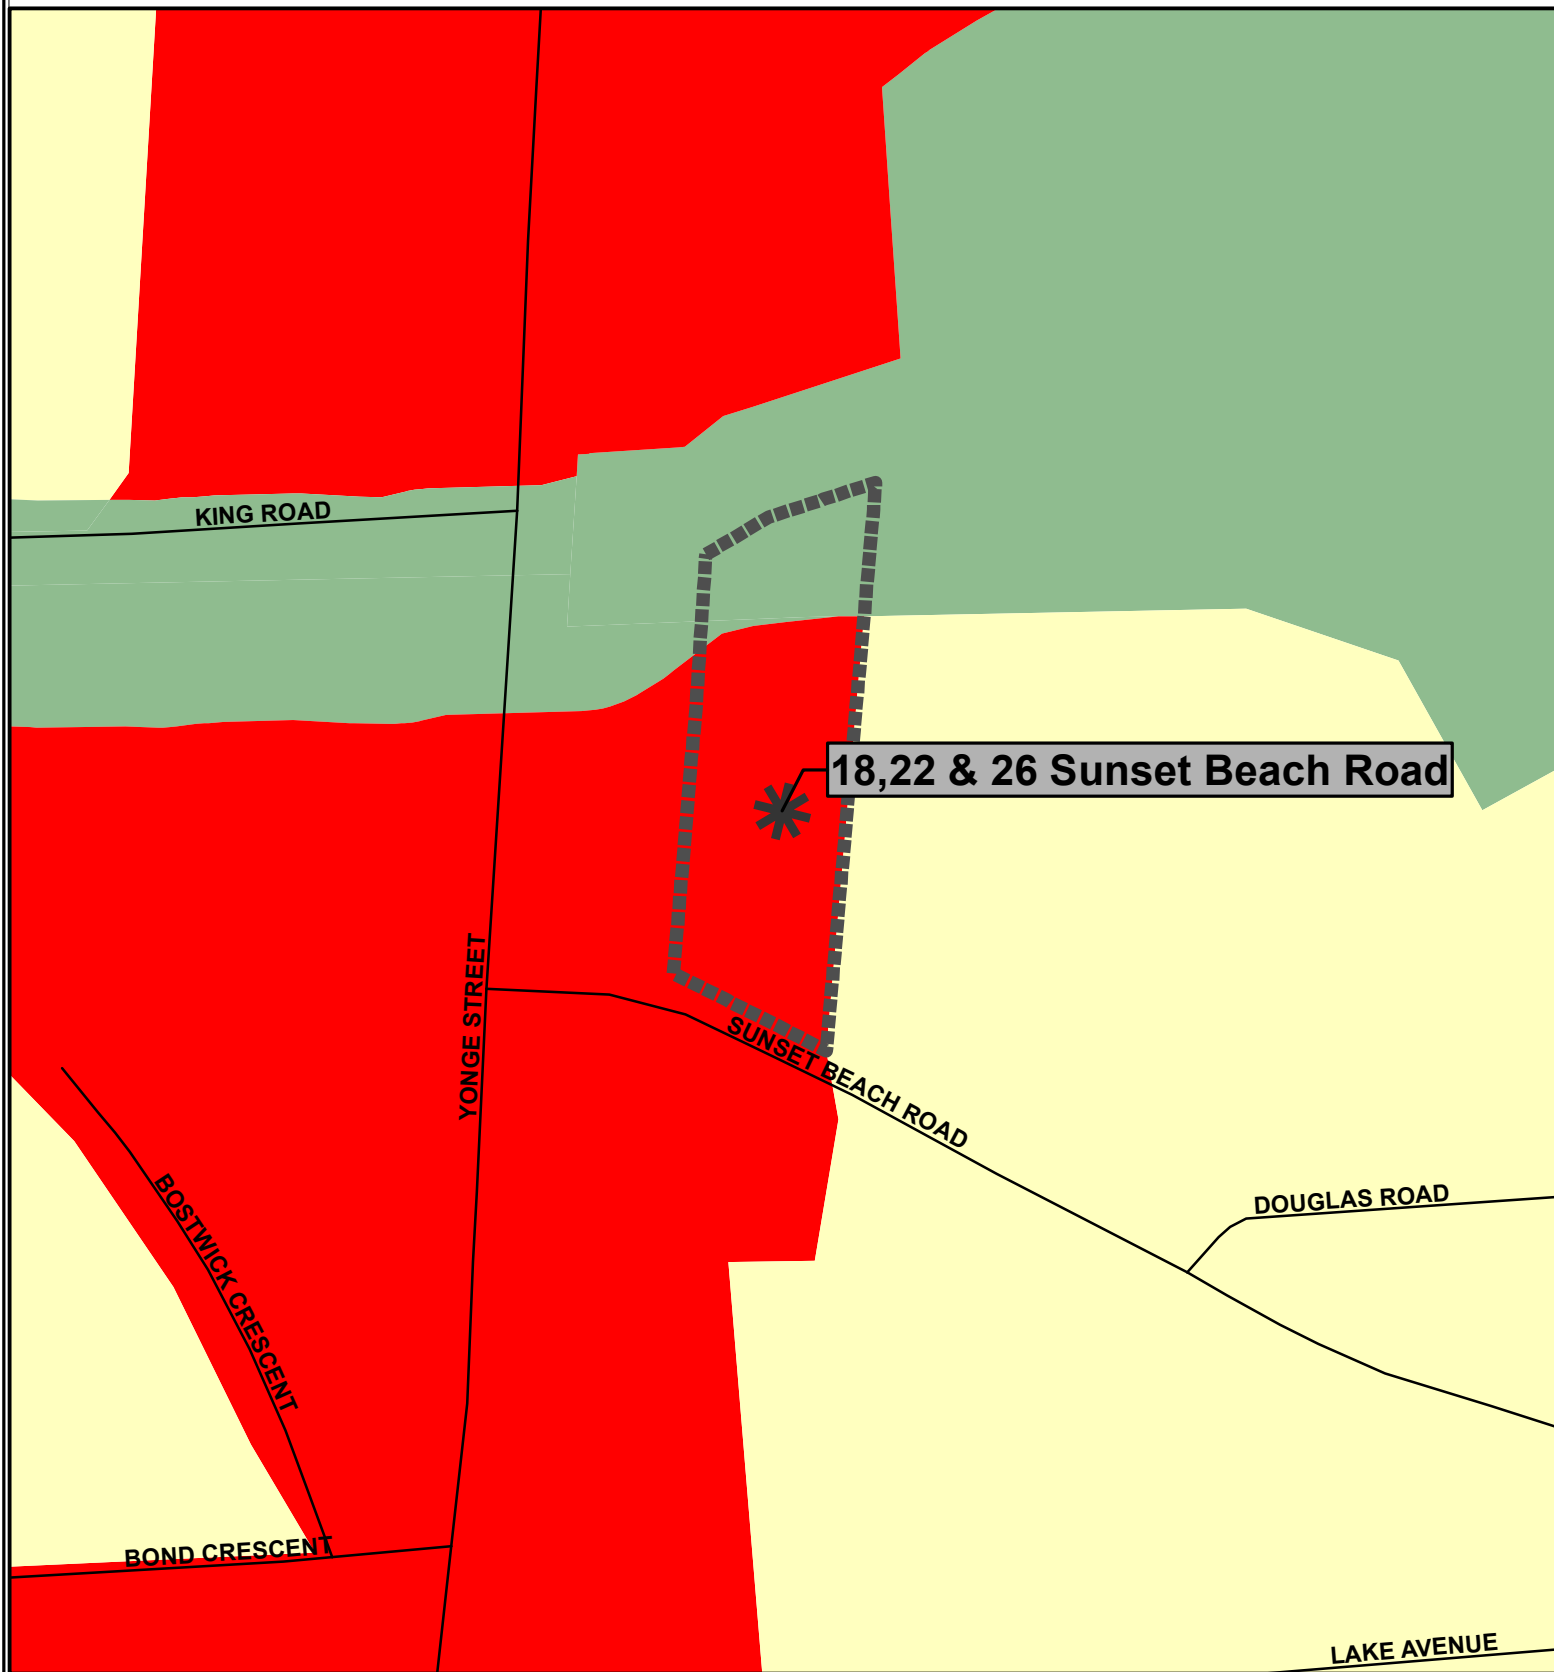 KING ROAD
18,22 & 26 Sunset Beach Road
YONGE STREET
SUNSET BEACH ROAD
BOSTWICK CRESCENT
DOUGLAS ROAD
BOND CRESCENT
LAKE AVENUE